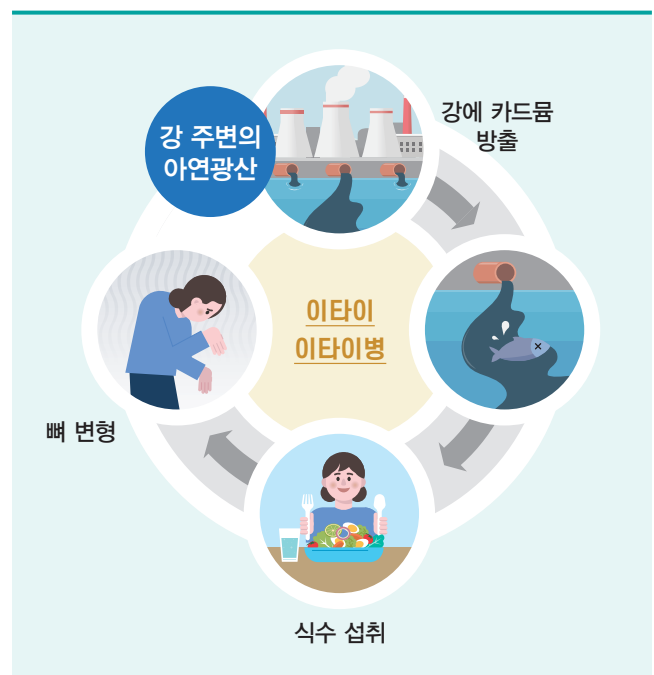 강 주변의
아연광산
강에 카드뮴
방출
이타이
이타이병
뼈 변형
식수 섭취